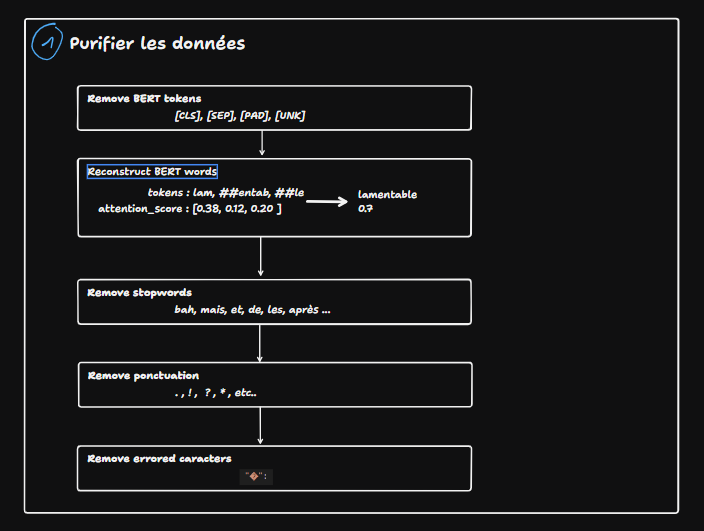 1 Purifier les données
Remove BERT tokens
[CLS], [SEP], [PAD], [UNK]
Reconstruct BERT words
tokens : lam, ##entab, ##le
attention_score : [0.38, 0.12, 0.20 ]
lamentable
0.7
Remove stopwords
bah, mais, et, de, les, après ...
Remove ponctuation
. , ! , ? , * , etc..
Remove errored caracters
"�":